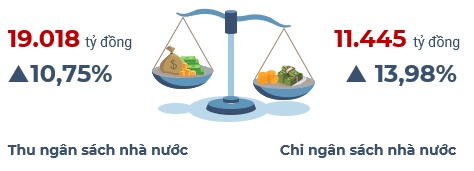 19.018 tỷ đồng
▲10,75%
Thu ngân sách nhà nước
11.445 tỷ đồng
▲ 13,98%
Chi ngân sách nhà nước